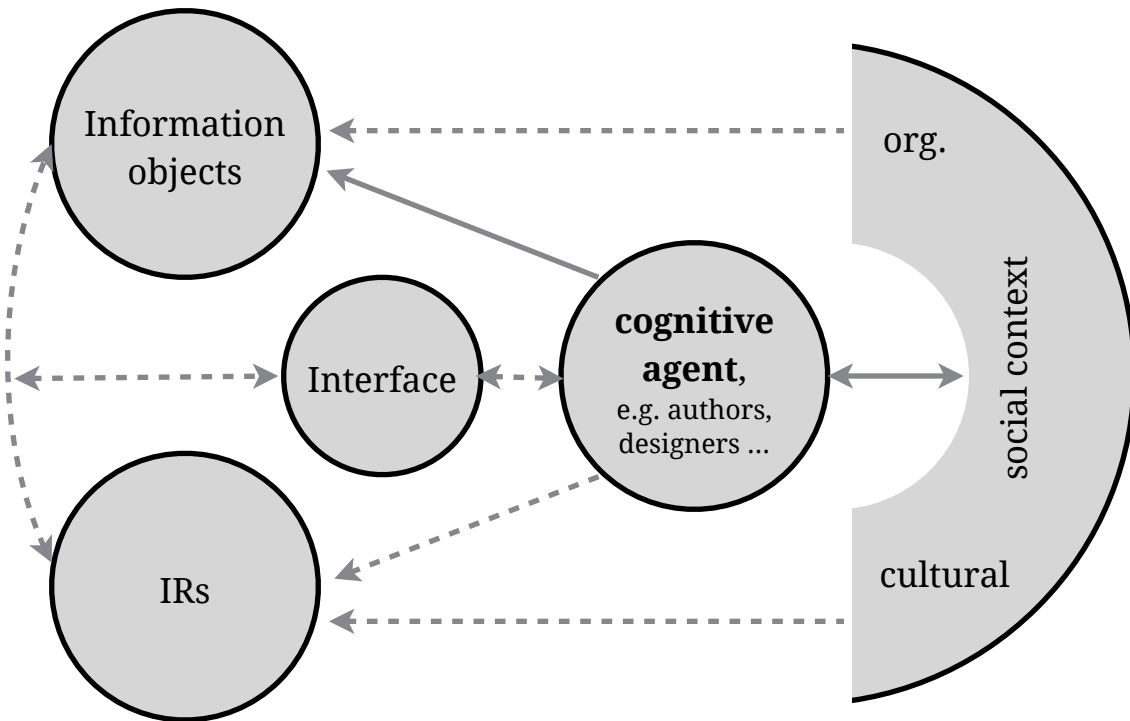 Information
objects
org.
Interface
cognitive
agent,
e.g. authors,
designers ...
social context
IRs
cultural